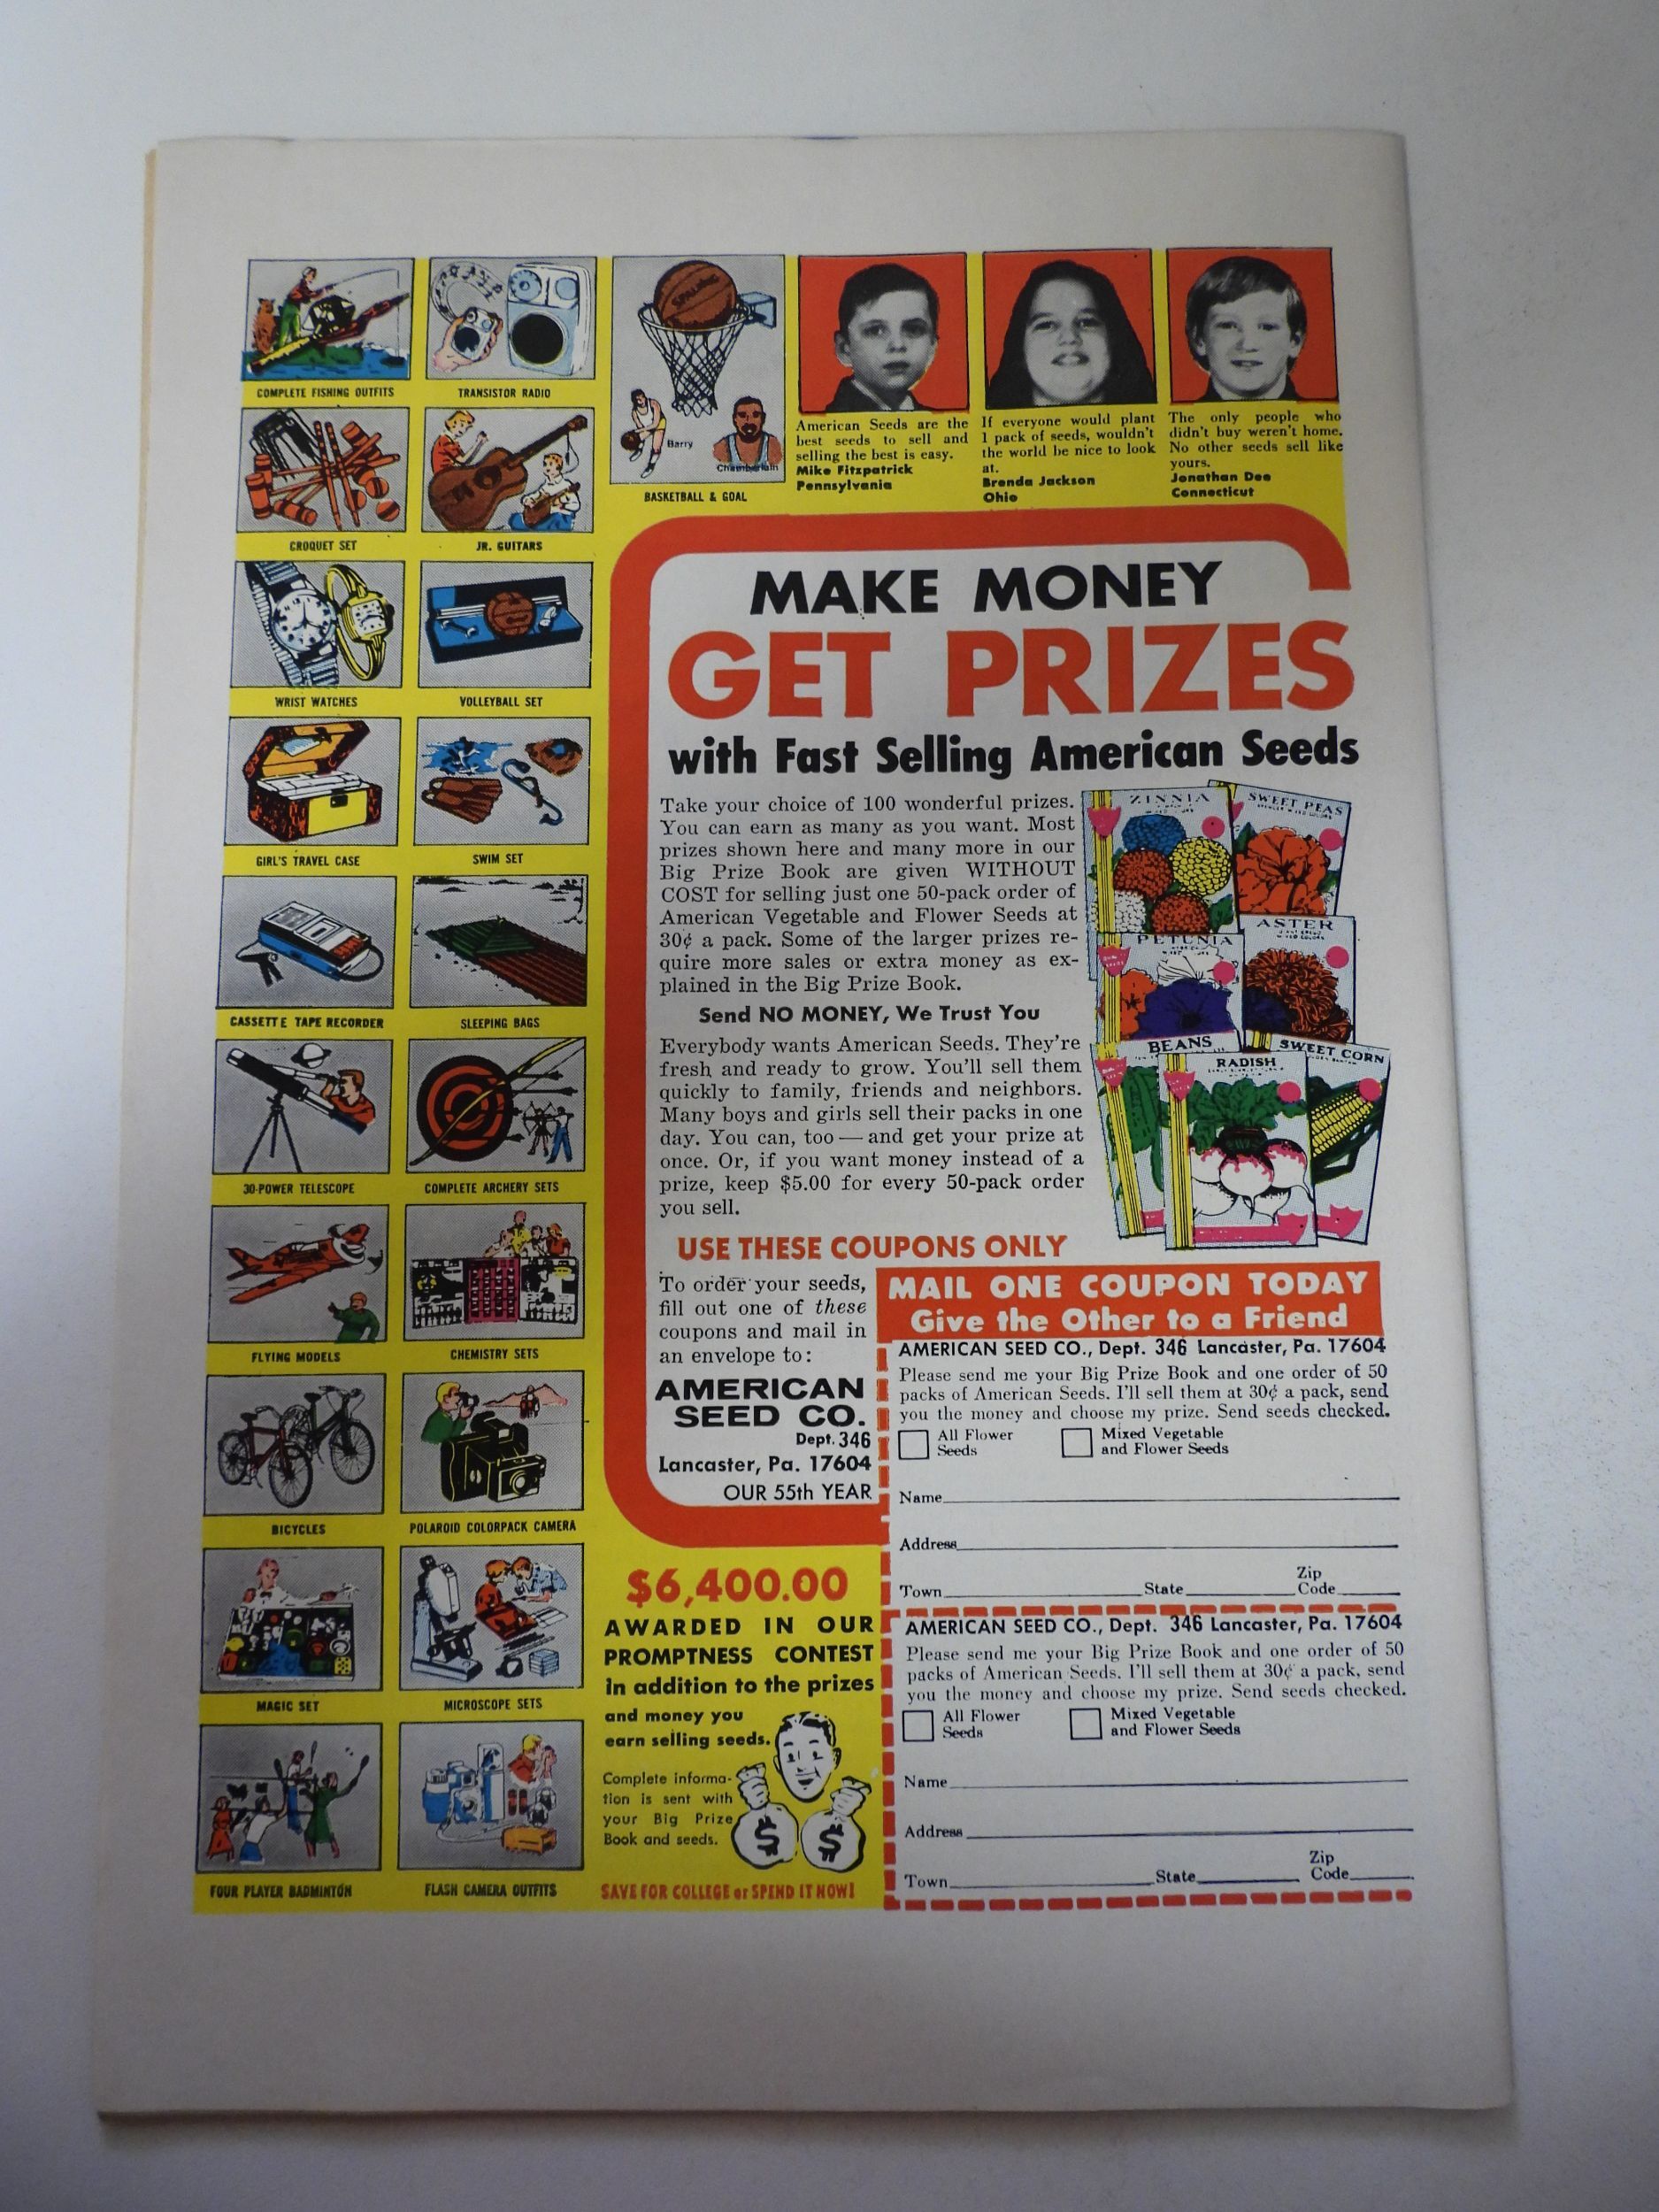 COMPLETE FISHING OUTFITS
TRANSISTOR RADIO
SPALDING
Barry
Chamberlain
BASKETBALL & GOAL
CROQUET SET
JR. GUITARS
WRIST WATCHES
VOLLEYBALL SET
GIRL'S TRAVEL CASE
SWIM SET
CASSETTE TAPE RECORDER
SLEEPING BAGS
30-POWER TELESCOPE
COMPLETE ARCHERY SETS
FLYING MODELS
CHEMISTRY SETS
BICYCLES
POLAROID COLORPACK CAMERA
MAGIC SET
MICROSCOPE SETS
FOUR PLAYER BADMINTON
FLASH CAMERA OUTFITS
American Seeds are the
best seeds to sell and
selling the best is easy.
Mike Fitzpatrick
Pennsylvania
If everyone would plant
1 pack of seeds, wouldn't
the world be nice to look
at.
Brenda Jackson
Ohio
The only people who
didn't buy weren't home.
No other seeds sell like
yours.
Jonathan Dee
Connecticut
MAKE MONEY
GET PRIZES
with Fast Selling American Seeds
Take your choice of 100 wonderful prizes.
You can earn as many as you want. Most
prizes shown here and many more in our
Big Prize Book are given WITHOUT
COST for selling just one 50-pack order of
American Vegetable and Flower Seeds at
30¢ a pack. Some of the larger prizes re-
quire more sales or extra money as ex-
plained in the Big Prize Book.
Send NO MONEY, We Trust You
Everybody wants American Seeds. They're
fresh and ready to grow. You'll sell them
quickly to family, friends and neighbors.
Many boys and girls sell their packs in one
day. You can, too — and get your prize at
once. Or, if you want money instead of a
prize, keep $5.00 for every 50-pack order
you sell.
ZINNIA
SWEET PEAS
PETUNIA
ASTER
BEANS
RADISH
SWEET CORN
USE THESE COUPONS ONLY
To order your seeds,
fill out one of these
coupons and mail in
an envelope to:
AMERICAN
SEED CO.
Dept. 346
Lancaster, Pa. 17604
OUR 55th YEAR
MAIL ONE COUPON TODAY
Give the Other to a Friend
AMERICAN SEED CO., Dept. 346 Lancaster, Pa. 17604
Please send me your Big Prize Book and one order of 50
packs of American Seeds. I'll sell them at 30¢ a pack, send
you the money and choose my prize. Send seeds checked.
All Flower
Seeds
Mixed Vegetable
and Flower Seeds
Name
Address
Town State Zip
Code
AMERICAN SEED CO., Dept. 346 Lancaster, Pa. 17604
Please send me your Big Prize Book and one order of 50
packs of American Seeds. I'll sell them at 30¢ a pack, send
you the money and choose my prize. Send seeds checked.
All Flower
Seeds
Mixed Vegetable
and Flower Seeds
Name
Address
Town State Zip
Code
$6,400.00
AWARDED IN OUR
PROMPTNESS CONTEST
in addition to the prizes
and money you
earn selling seeds.
Complete informa-
tion is sent with
your Big Prize
Book and seeds.
$ $
SAVE FOR COLLEGE or SPEND IT NOW!